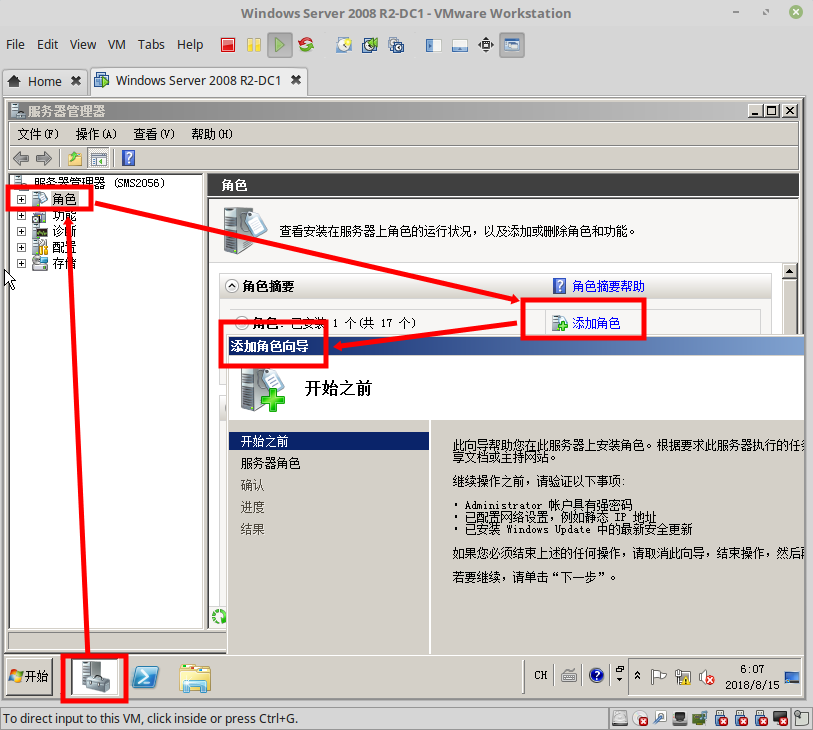 Windows Server 2008 R2-DC1 - VMware Workstation
File Edit View VM Tabs Help
Home Windows Server 2008 R2-DC1
服务器管理器
文件(F) 操作(A) 查看(V) 帮助(H)
服务器管理器 (SMS2056)
角色
功能
诊断
配置
存储
角色
查看安装在服务器上角色的运行状况，以及添加或删除角色和功能。
角色摘要 角色摘要帮助
角色: 已安装 1 个(共 17 个) 添加角色
添加角色向导
开始之前
开始之前
服务器角色
确认
进度
结果
此向导帮助您在此服务器上安装角色。根据要求此服务器执行的任务
享文档或主持网站。
继续操作之前，请验证以下事项:
• Administrator 帐户具有强密码
• 已配置网络设置，例如静态 IP 地址
• 已安装 Windows Update 中的最新安全更新
如果您必须结束上述的任何操作，请取消此向导，结束操作，然后
若要继续，请单击“下一步”。
开始 CH 6:07
2018/8/15
To direct input to this VM, click inside or press Ctrl+G.